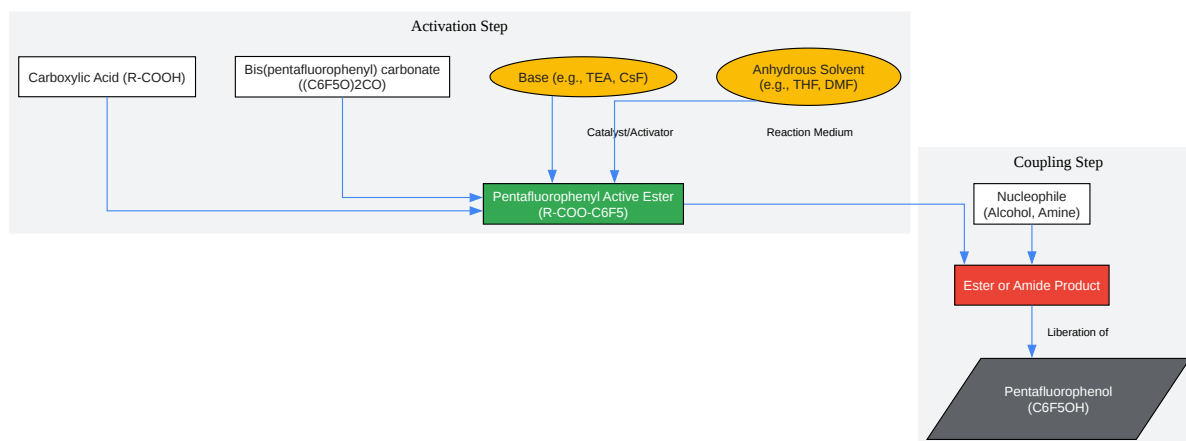 Activation Step
Carboxylic Acid (R-COOH)
Bis(pentafluorophenyl) carbonate
((C6F5O)2CO)
Base (e.g., TEA, CsF)
Anhydrous Solvent
(e.g., THF, DMF)
Catalyst/Activator
Reaction Medium
Pentafluorophenyl Active Ester
(R-COO-C6F5)
Coupling Step
Nucleophile
(Alcohol, Amine)
Ester or Amide Product
Liberation of
Pentafluorophenol
(C6F5OH)